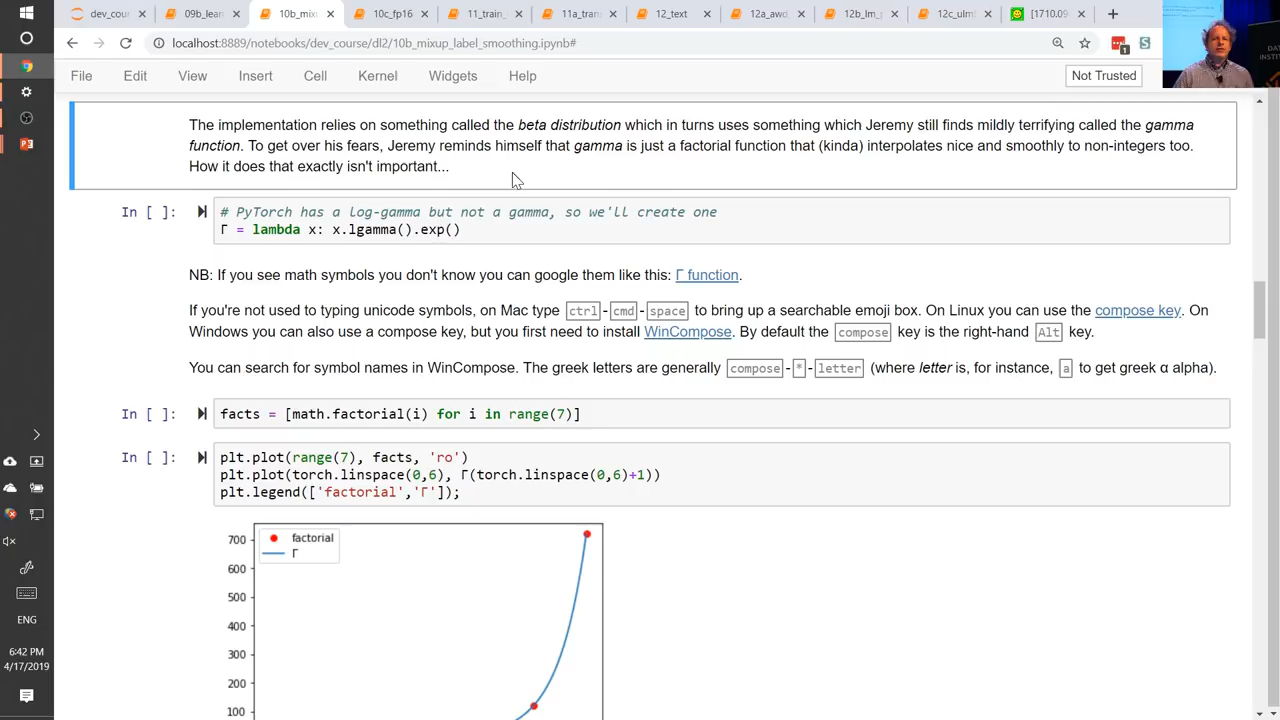 dev_cou
09b_lear
10b_mix
10c_fp16
11_train_
11a_tran
12_text
12a_awd
12b_lm_
12c_ulmf
[1710.09
localhost:8889/notebooks/dev_course/dl2/10b_mixup_label_smoothing.ipynb#
1
S
DAT
INSTIT
File Edit View Insert Cell Kernel Widgets Help
Not Trusted
The implementation relies on something called the beta distribution which in turns uses something which Jeremy still finds mildly terrifying called the gamma
function. To get over his fears, Jeremy reminds himself that gamma is just a factorial function that (kinda) interpolates nice and smoothly to non-integers too.
How it does that exactly isn't important...
In [ ]: # PyTorch has a log-gamma but not a gamma, so we'll create one
Γ = lambda x: x.lgamma().exp()
NB: If you see math symbols you don't know you can google them like this: Γ function.
If you're not used to typing unicode symbols, on Mac type ctrl-cmd-space to bring up a searchable emoji box. On Linux you can use the compose key. On
Windows you can also use a compose key, but you first need to install WinCompose. By default the compose key is the right-hand Alt key.
You can search for symbol names in WinCompose. The greek letters are generally compose-*-letter (where letter is, for instance, a to get greek α alpha).
In [ ]: facts = [math.factorial(i) for i in range(7)]
In [ ]: plt.plot(range(7), facts, 'ro')
plt.plot(torch.linspace(0,6), Γ(torch.linspace(0,6)+1))
plt.legend(['factorial','Γ']);
factorial
Γ
700
600
500
400
300
200
100
ENG
6:42 PM
4/17/2019